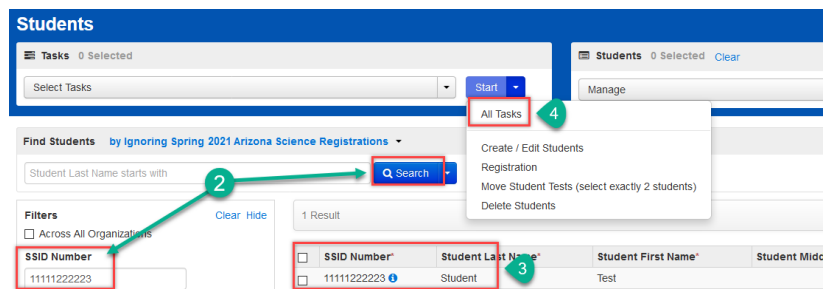 Students
Tasks 0 Selected
Students 0 Selected Clear
Select Tasks
Start
Manage
All Tasks
4
Find Students by Ignoring Spring 2021 Arizona Science Registrations
Create / Edit Students
Student Last Name starts with
2
Search
Registration
Move Student Tests (select exactly 2 students)
Delete Students
Filters Clear Hide
1 Result
Across All Organizations
SSID Number
SSID Number* Student Last Name* Student First Name* Student Midd
3
11111222223
11111222223 Student Test